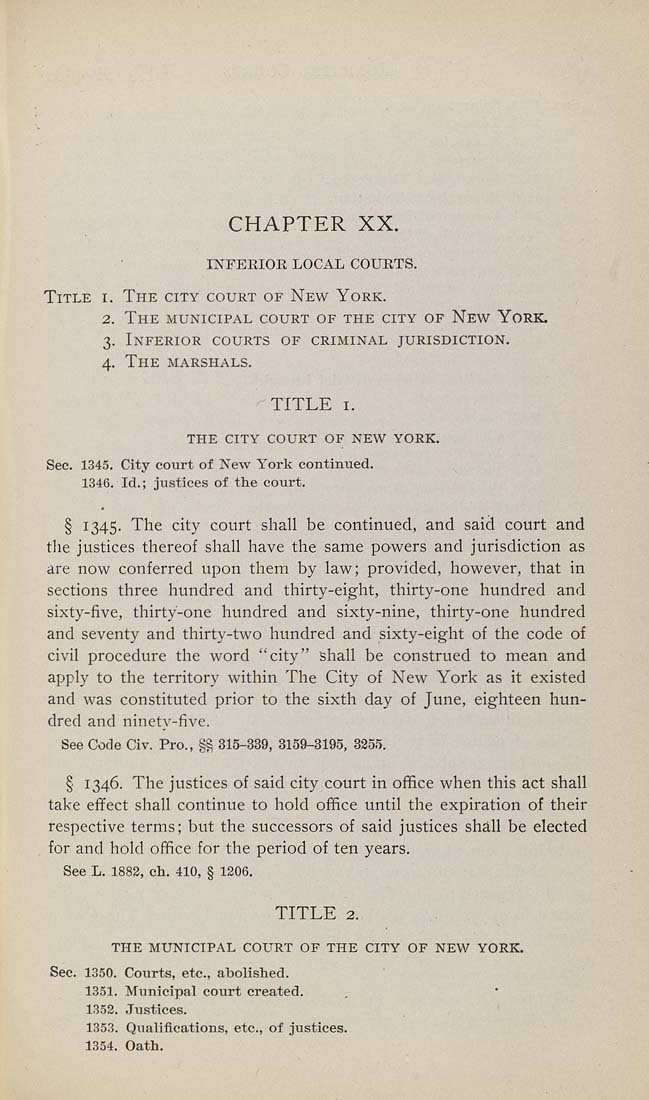 CHAPTER XX.
INFERIOR LOCAL COURTS.
TITLE 1. THE CITY COURT OF NEW YORK.
2. THE MUNICIPAL COURT OF THE CITY OF NEW YORK.
3. INFERIOR COURTS OF CRIMINAL JURISDICTION.
4. THE MARSHALS.
TITLE 1.
THE CITY COURT OF NEW YORK.
Sec. 1345. City court of New York continued.
1346. Id.; justices of the court.
§ 1345. The city court shall be continued, and said court and
the justices thereof shall have the same powers and jurisdiction as
are now conferred upon them by law; provided, however, that in
sections three hundred and thirty-eight, thirty-one hundred and
sixty-five, thirty-one hundred and sixty-nine, thirty-one hundred
and seventy and thirty-two hundred and sixty-eight of the code of
civil procedure the word "city" shall be construed to mean and
apply to the territory within The City of New York as it existed
and was constituted prior to the sixth day of June, eighteen hun-
dred and ninety-five.
See Code Civ. Pro., §§ 315-339, 3159-3195, 3255.
§ 1346. The justices of said city court in office when this act shall
take effect shall continue to hold office until the expiration of their
respective terms; but the successors of said justices shall be elected
for and hold office for the period of ten years.
See L. 1882, ch. 410, § 1206.
TITLE 2.
THE MUNICIPAL COURT OF THE CITY OF NEW YORK.
Sec. 1350. Courts, etc., abolished.
1351. Municipal court created.
1352. Justices.
1353. Qualifications, etc., of justices.
1354. Oath.